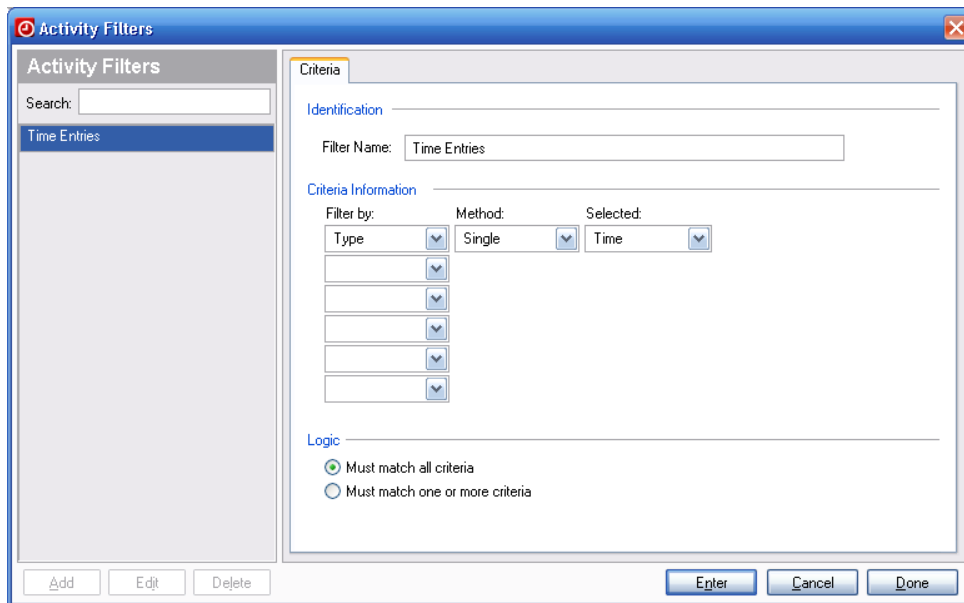 Activity Filters
Activity Filters
Search:
Time Entries
Criteria
Identification
Filter Name: Time Entries
Criteria Information
Filter by: Method: Selected:
Type Single Time
Logic
Must match all criteria
Must match one or more criteria
Add Edit Delete Enter Cancel Done